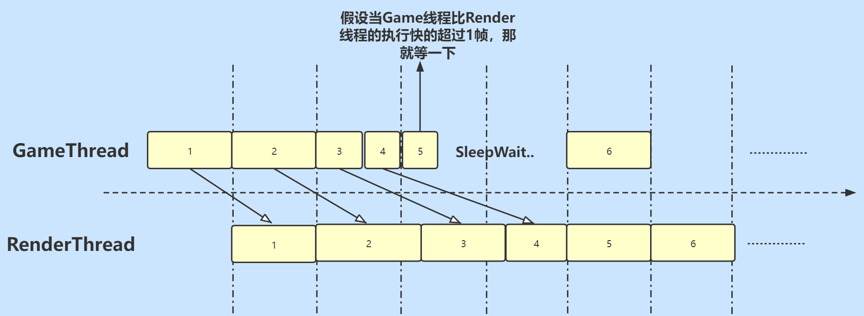 假设当Game线程比Render
线程的执行快的超过1帧，那
就等一下
GameThread
1
2
3
4
5
SleepWait..
6
RenderThread
1
2
3
4
5
6